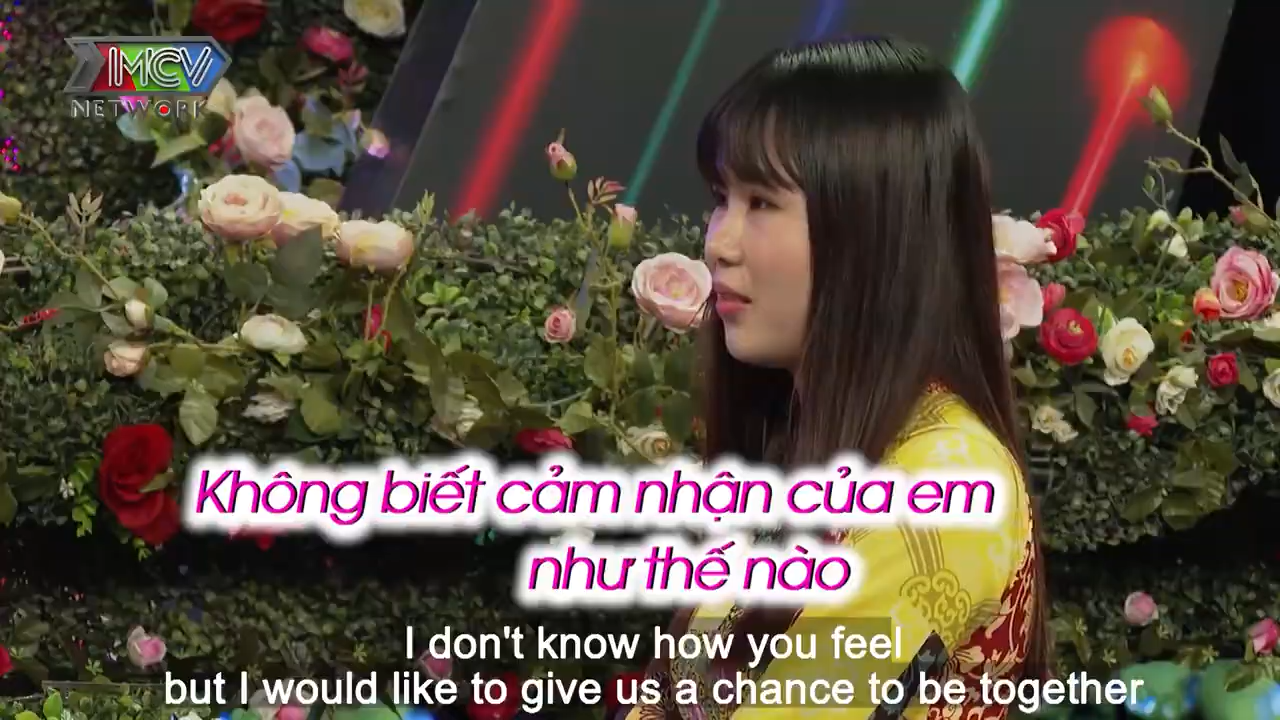 MCV
NETWORK
Không biết cảm nhận của em
như thế nào
I don't know how you feel
but I would like to give us a chance to be together